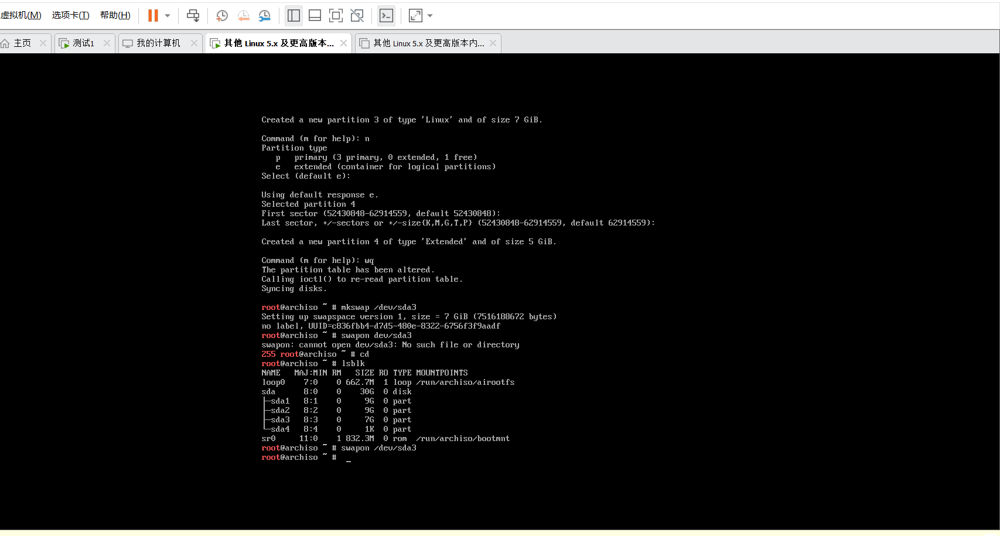 虚拟机(M) 选项卡(T) 帮助(H)
主页 测试1 我的计算机 其他 Linux 5.x 及更高版本... 其他 Linux 5.x 及更高版本内...
Created a new partition 3 of type 'Linux' and of size 7 GiB.
Command (m for help): n
Partition type
p primary (3 primary, 0 extended, 1 free)
e extended (container for logical partitions)
Select (default e):
Using default response e.
Selected partition 4
First sector (52430848-62914559, default 52430848):
Last sector, +/-sectors or +/-size{K,M,G,T,P} (52430848-62914559, default 62914559):
Created a new partition 4 of type 'Extended' and of size 5 GiB.
Command (m for help): wq
The partition table has been altered.
Calling ioctl() to re-read partition table.
Syncing disks.
root@archiso ~ # mkswap /dev/sda3
Setting up swapspace version 1, size = 7 GiB (7516188672 bytes)
no label, UUID=c836fbb4-d7d5-480e-8322-6756f3f9aadf
root@archiso ~ # swapon dev/sda3
swapon: cannot open dev/sda3: No such file or directory
255 root@archiso ~ # cd
root@archiso ~ # lsblk
NAME MAJ:MIN RM SIZE RO TYPE MOUNTPOINTS
loop0 7:0 0 662.7M 1 loop /run/archiso/airootfs
sda 8:0 0 30G 0 disk
├─sda1 8:1 0 9G 0 part
├─sda2 8:2 0 9G 0 part
├─sda3 8:3 0 7G 0 part
└─sda4 8:4 0 1K 0 part
sr0 11:0 1 832.3M 0 rom /run/archiso/bootmnt
root@archiso ~ # swapon /dev/sda3
root@archiso ~ # _